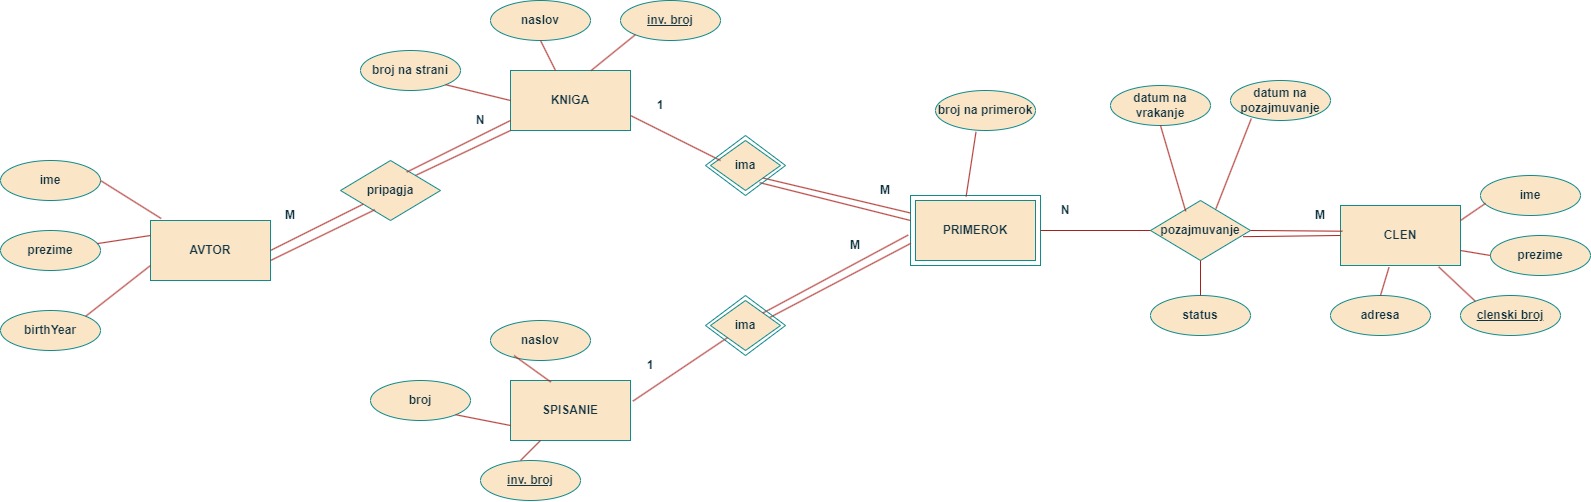 naslov
inv. broj
broj na strani
KNIGA
1
N
broj na primerok
datum na
vrakanje
datum na
pozajmuvanje
ima
ime
pripagja
M
M
prezime
AVTOR
birthYear
PRIMEROK
N
pozajmuvanje
M
CLEN
ime
prezime
M
ima
status
adresa
clenski broj
naslov
1
broj
SPISANIE
inv. broj